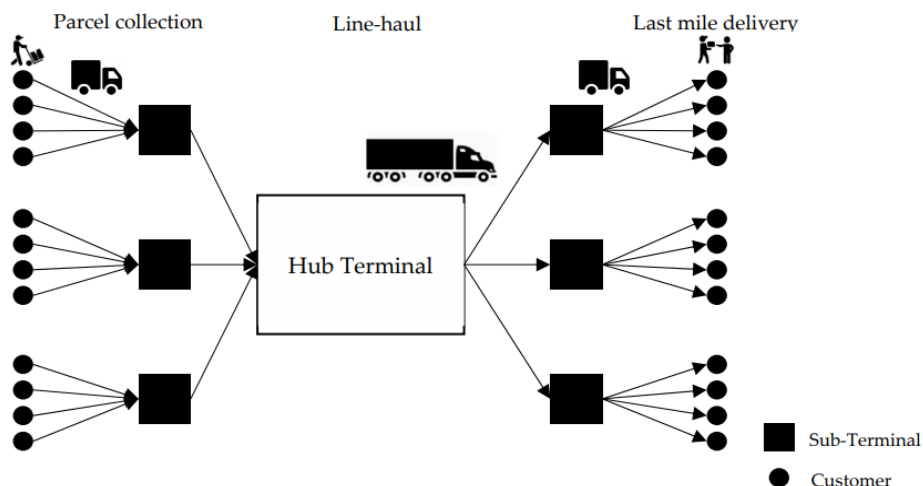 Parcel collection
Line-haul
Last mile delivery
Hub Terminal
Sub-Terminal
Customer